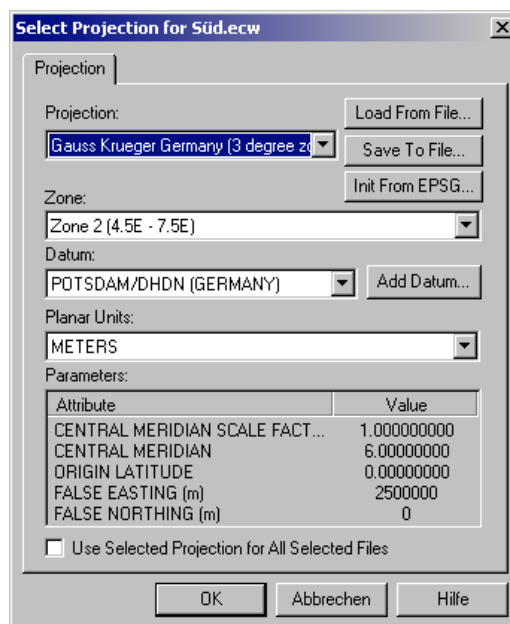 Select Projection for Süd.ecw
Projection
Projection:
Load From File...
Gauss Krueger Germany (3 degree zo
Save To File...
Init From EPSG...
Zone:
Zone 2 (4.5E - 7.5E)
Datum:
POTSDAM/DHDN (GERMANY)
Add Datum...
Planar Units:
METERS
Parameters:
Attribute Value
CENTRAL MERIDIAN SCALE FACT... 1.000000000
CENTRAL MERIDIAN 6.00000000
ORIGIN LATITUDE 0.00000000
FALSE EASTING (m) 2500000
FALSE NORTHING (m) 0
Use Selected Projection for All Selected Files
OK Abbrechen Hilfe